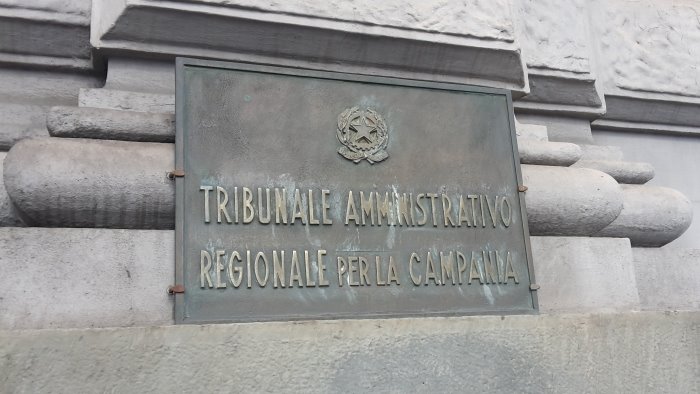 TRIBUNALE AMMINISTRATIVO
REGIONALE PER LA CAMPANIA